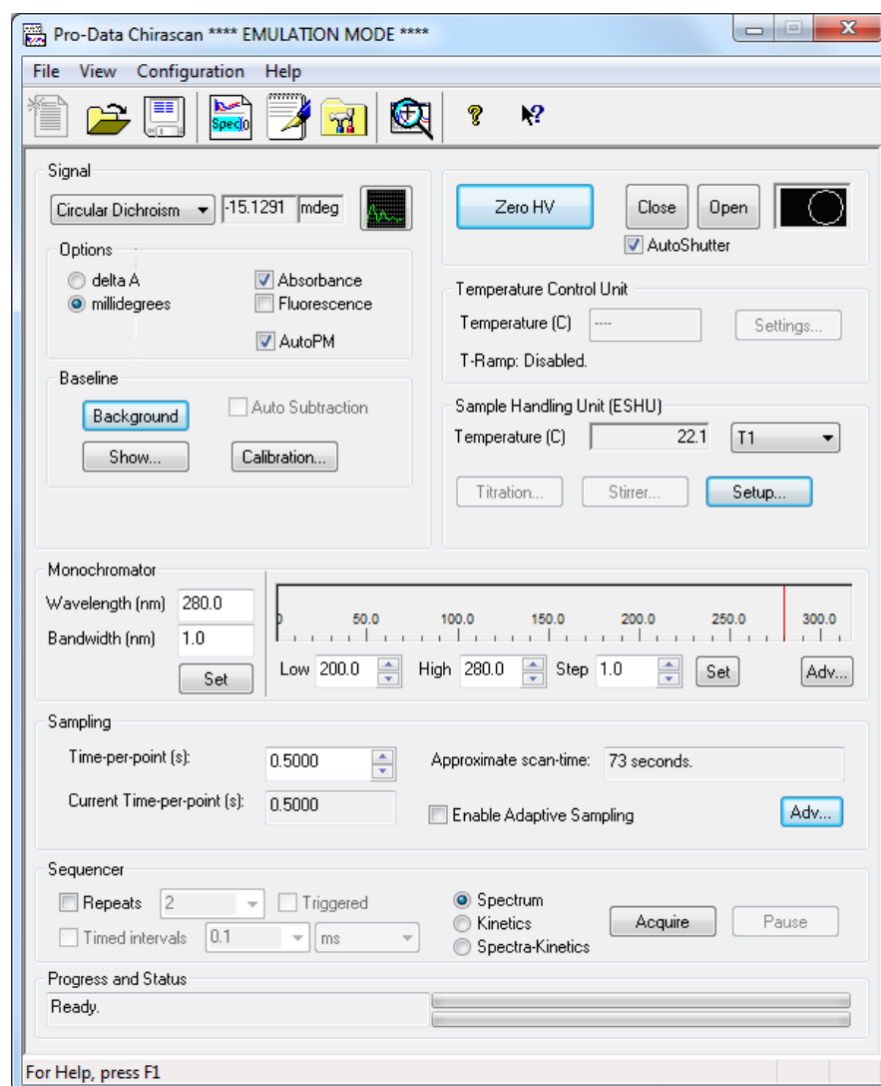 Pro-Data Chirascan **** EMULATION MODE ****
File View Configuration Help
Spec|0
Signal
Circular Dichroism -15.1291 mdeg
Options
delta A
millidegrees
Absorbance
Fluorescence
AutoPM
Baseline
Background
Auto Subtraction
Show...
Calibration...
Zero HV
Close
Open
AutoShutter
Temperature Control Unit
Temperature (C) ----
Settings...
T-Ramp: Disabled.
Sample Handling Unit (ESHU)
Temperature (C) 22.1 T1
Titration...
Stirrer...
Setup...
Monochromator
Wavelength (nm) 280.0
Bandwidth (nm) 1.0
Set
0 50.0 100.0 150.0 200.0 250.0 300.0
Low 200.0 High 280.0 Step 1.0 Set Adv...
Sampling
Time-per-point (s): 0.5000
Approximate scan-time: 73 seconds.
Current Time-per-point (s): 0.5000
Enable Adaptive Sampling
Adv...
Sequencer
Repeats 2 Triggered
Timed intervals 0.1 ms
Spectrum
Kinetics
Spectra-Kinetics
Acquire
Pause
Progress and Status
Ready.
For Help, press F1